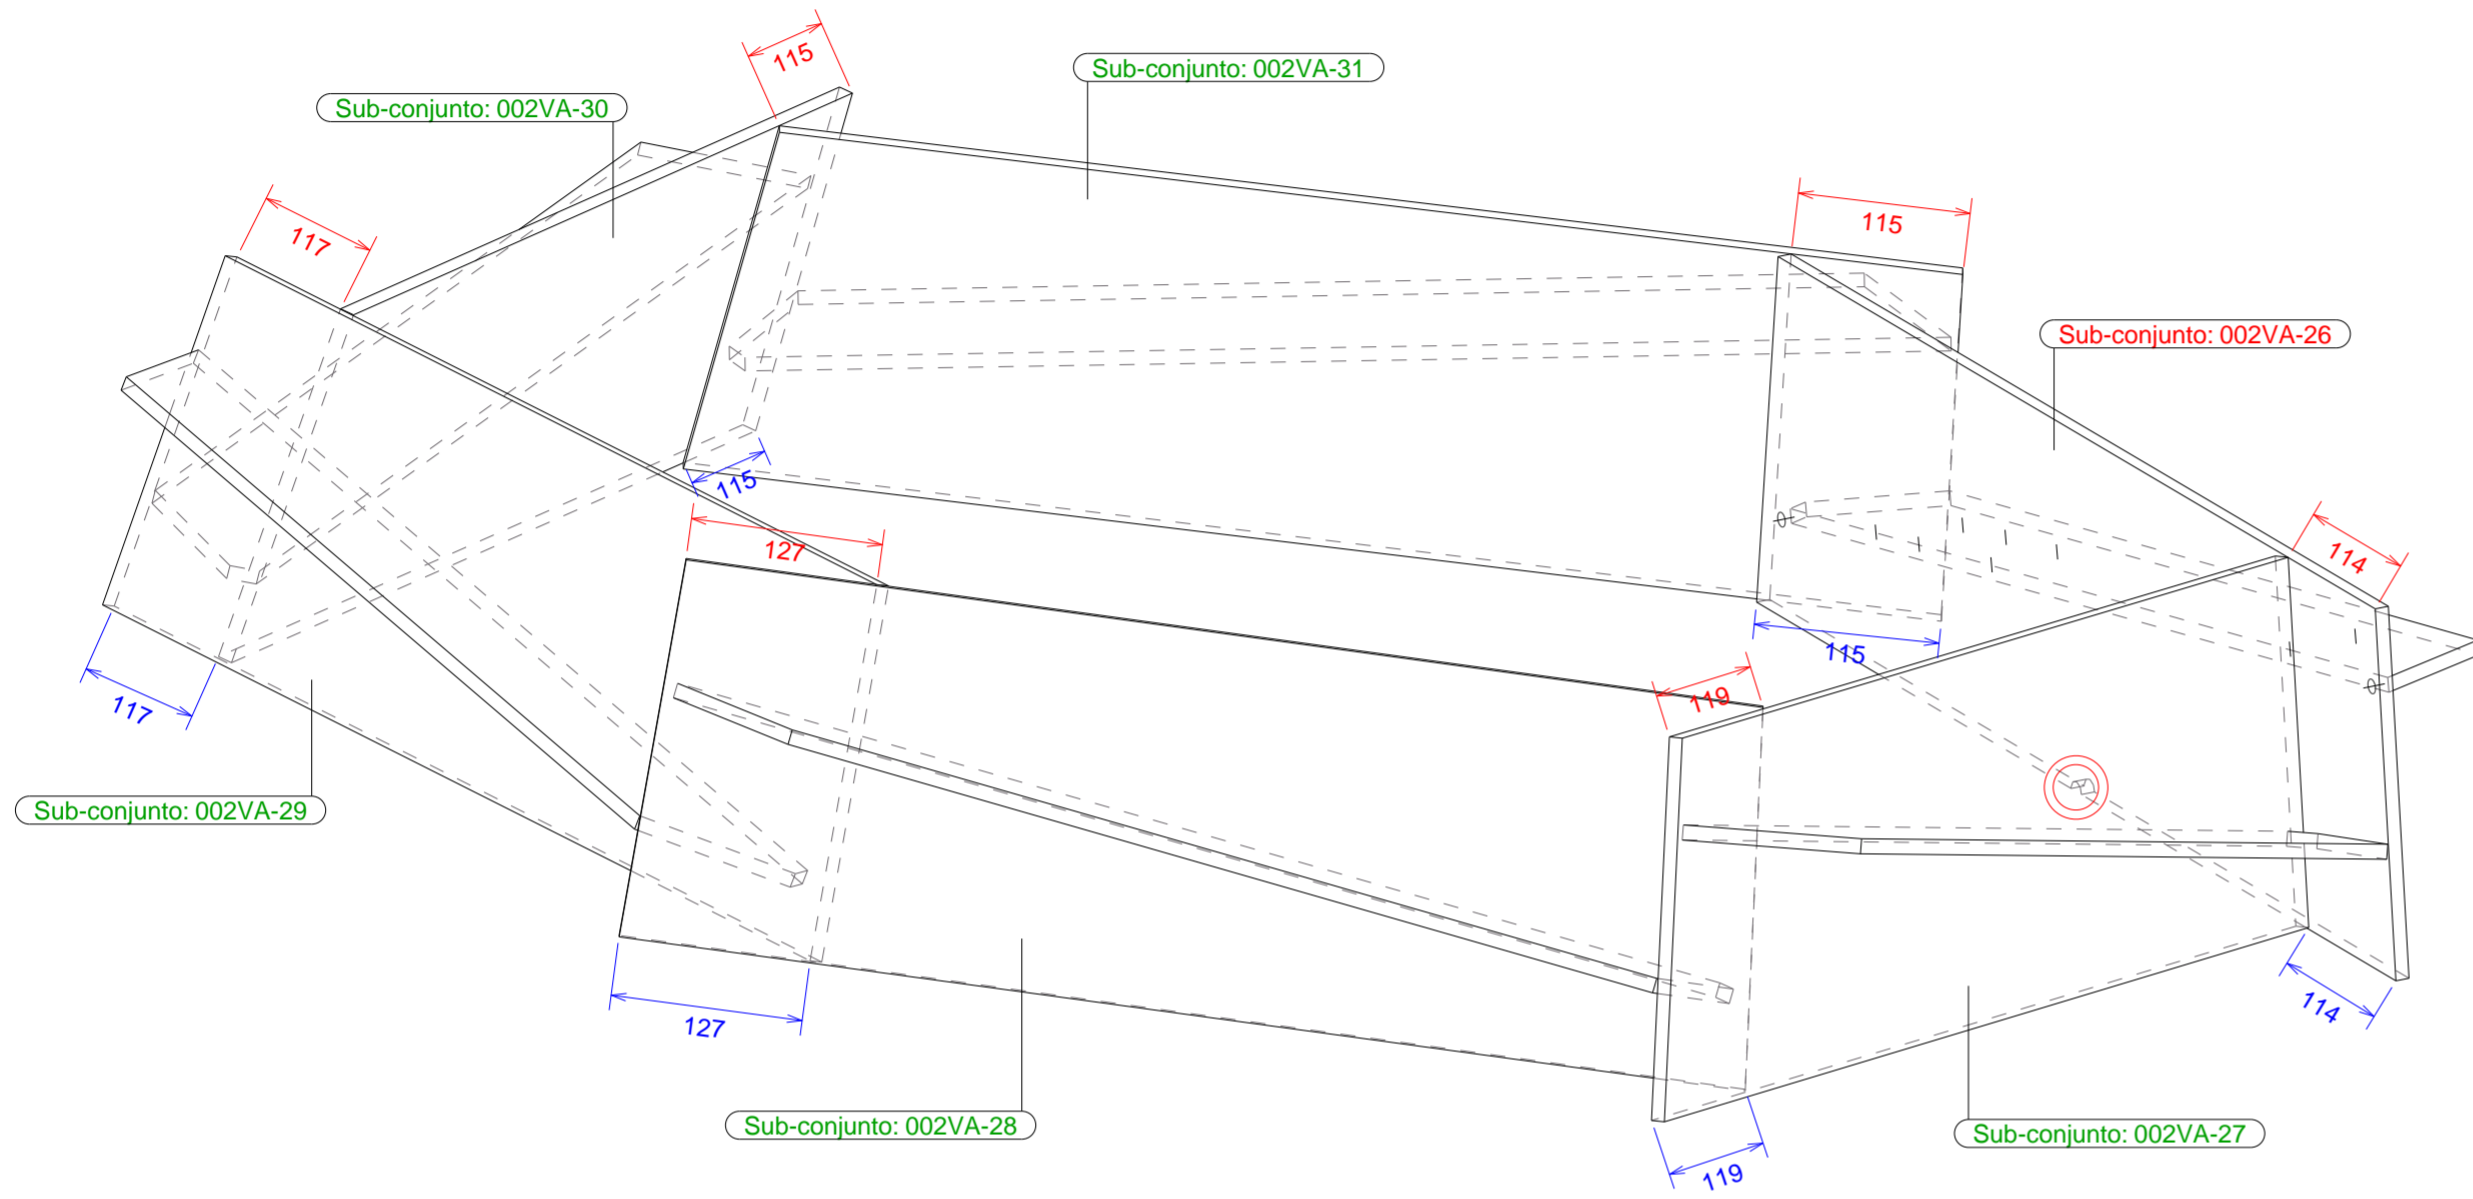 115
Sub-conjunto: 002VA-31
Sub-conjunto: 002VA-30
117
115
Sub-conjunto: 002VA-26
115
127
114
115
119
117
Sub-conjunto: 002VA-29
127
114
Sub-conjunto: 002VA-28
Sub-conjunto: 002VA-27
119